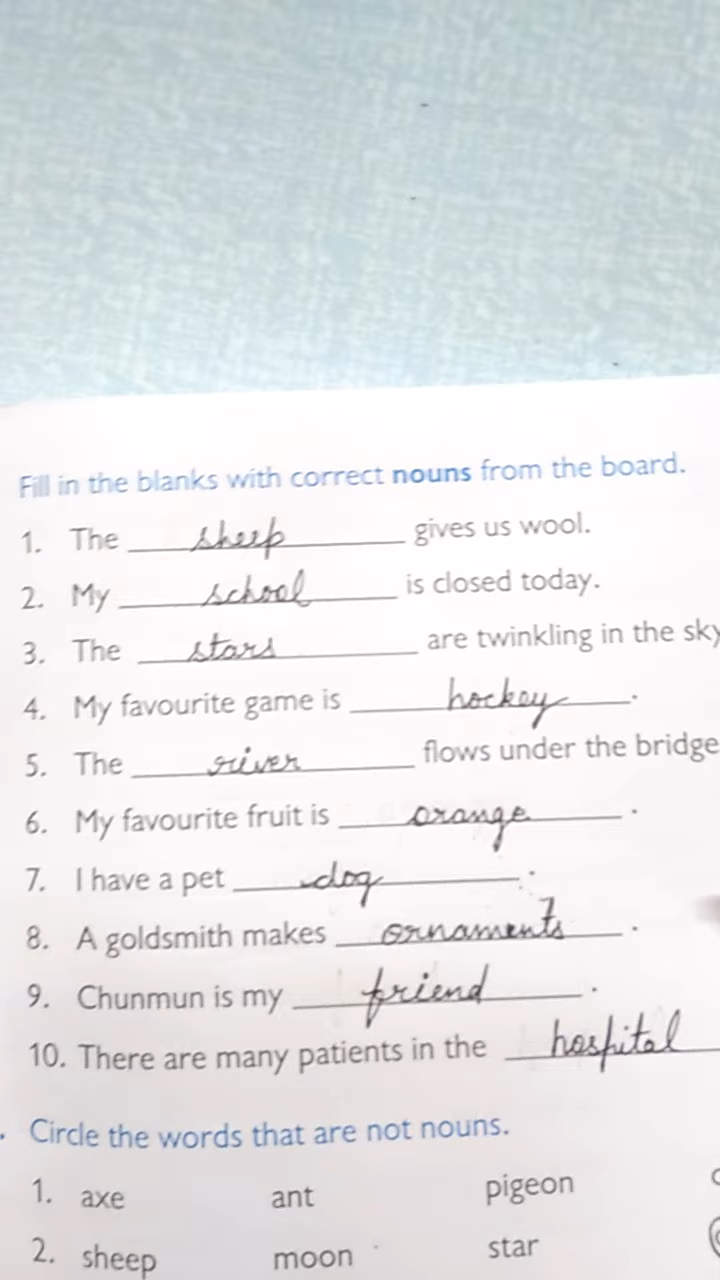 Fill in the blanks with correct nouns from the board.
1. The sheep gives us wool.
2. My school is closed today.
3. The stars are twinkling in the sky
4. My favourite game is hockey.
5. The river flows under the bridge
6. My favourite fruit is orange.
7. I have a pet dog.
8. A goldsmith makes ornaments.
9. Chunmun is my friend.
10. There are many patients in the hospital
Circle the words that are not nouns.
1. axe ant pigeon
2. sheep moon star